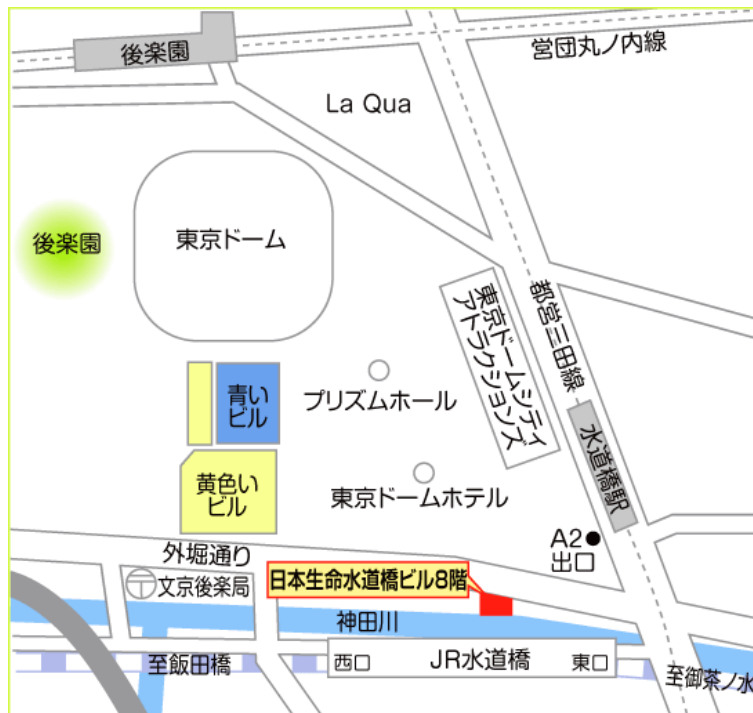 後楽園
営団丸ノ内線
La Qua
後楽園
東京ドーム
東京ドームシティ
アトラクションズ
都営三田線
青い
ビル
プリズムホール
水道橋駅
黄色い
ビル
東京ドームホテル
A2
出口
外堀通り
〒文京後楽局
日本生命水道橋ビル8階
神田川
至飯田橋
西口
JR水道橋
東口
至御茶ノ水